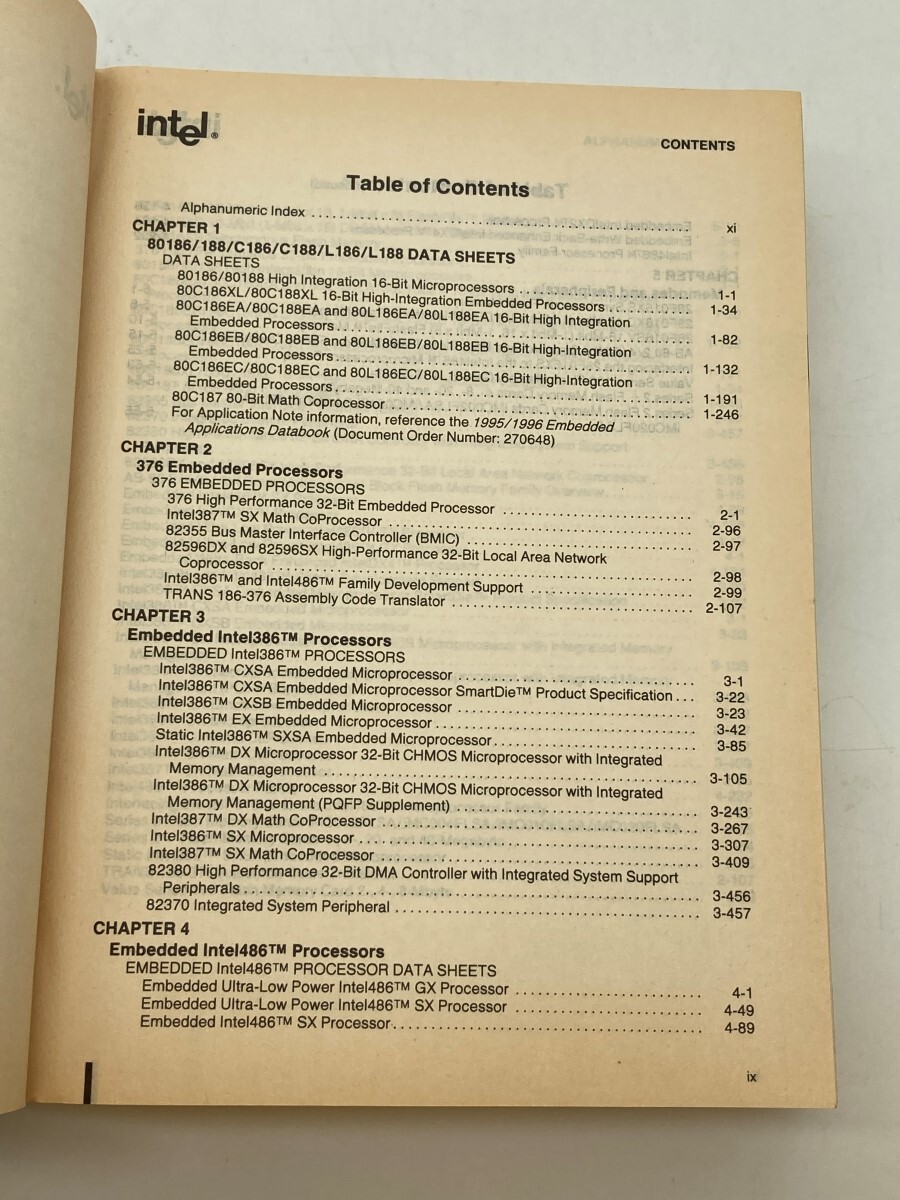 intel®
CONTENTS
Table of Contents
Alphanumeric Index ........................................ xi
CHAPTER 1
80186/188/C186/C188/L186/L188 DATA SHEETS
DATA SHEETS
80186/80188 High Integration 16-Bit Microprocessors ........................ 1-1
80C186XL/80C188XL 16-Bit High-Integration Embedded Processors ........... 1-34
80C186EA/80C188EA and 80L186EA/80L188EA 16-Bit High Integration
Embedded Processors ........................................ 1-82
80C186EB/80C188EB and 80L186EB/80L188EB 16-Bit High-Integration
Embedded Processors ........................................ 1-132
80C186EC/80C188EC and 80L186EC/80L188EC 16-Bit High-Integration
Embedded Processors ........................................ 1-191
80C187 80-Bit Math Coprocessor ........................................ 1-246
For Application Note information, reference the 1995/1996 Embedded
Applications Databook (Document Order Number: 270648)
CHAPTER 2
376 Embedded Processors
376 EMBEDDED PROCESSORS
376 High Performance 32-Bit Embedded Processor ........................ 2-1
Intel387™ SX Math CoProcessor ........................................ 2-96
82355 Bus Master Interface Controller (BMIC) ............................ 2-97
82596DX and 82596SX High-Performance 32-Bit Local Area Network
Coprocessor ........................................ 2-98
Intel386™ and Intel486™ Family Development Support .................... 2-99
TRANS 186-376 Assembly Code Translator .............................. 2-107
CHAPTER 3
Embedded Intel386™ Processors
EMBEDDED Intel386™ PROCESSORS
Intel386™ CXSA Embedded Microprocessor .............................. 3-1
Intel386™ CXSA Embedded Microprocessor SmartDie™ Product Specification ... 3-22
Intel386™ CXSB Embedded Microprocessor .............................. 3-23
Intel386™ EX Embedded Microprocessor ................................ 3-42
Static Intel386™ SXSA Embedded Microprocessor ........................ 3-85
Intel386™ DX Microprocessor 32-Bit CHMOS Microprocessor with Integrated
Memory Management ........................................ 3-105
Intel386™ DX Microprocessor 32-Bit CHMOS Microprocessor with Integrated
Memory Management (PQFP Supplement) .............................. 3-243
Intel387™ DX Math CoProcessor ........................................ 3-267
Intel386™ SX Microprocessor ........................................ 3-307
Intel387™ SX Math CoProcessor ........................................ 3-409
82380 High Performance 32-Bit DMA Controller with Integrated System Support
Peripherals ........................................ 3-456
82370 Integrated System Peripheral ........................................ 3-457
CHAPTER 4
Embedded Intel486™ Processors
EMBEDDED Intel486™ PROCESSOR DATA SHEETS
Embedded Ultra-Low Power Intel486™ GX Processor ........................ 4-1
Embedded Ultra-Low Power Intel486™ SX Processor ........................ 4-49
Embedded Intel486™ SX Processor ........................................ 4-89
ix